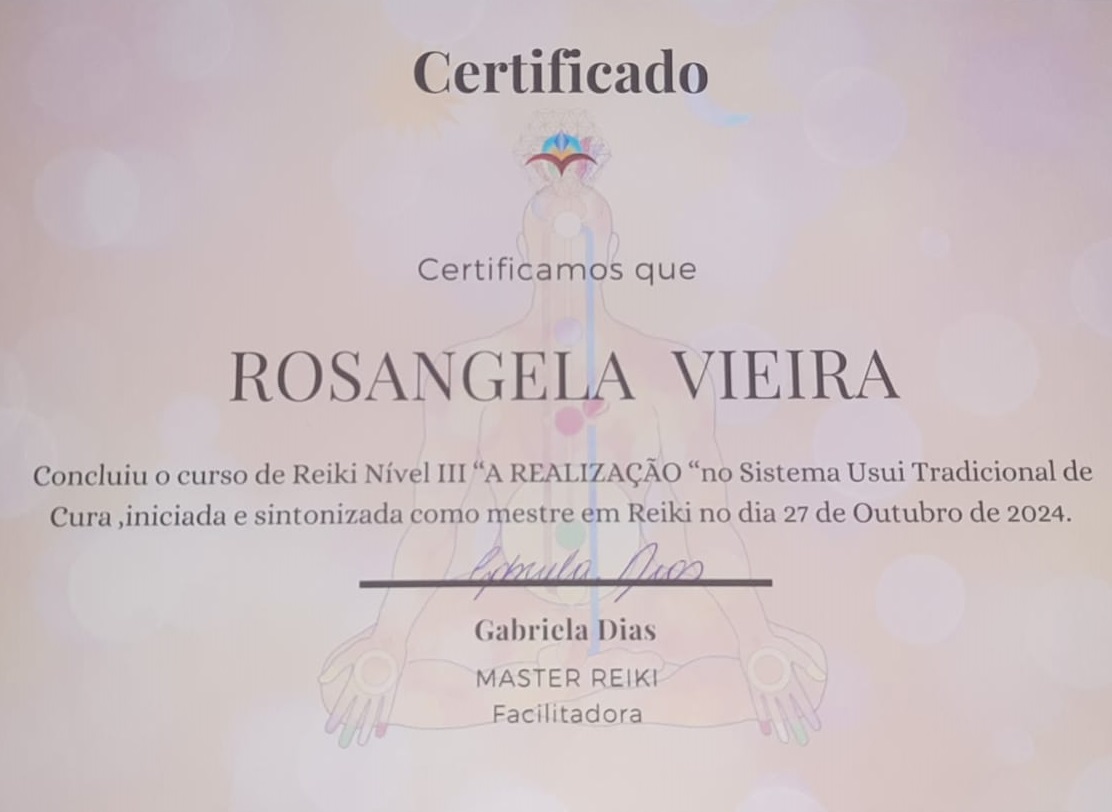 Certificado
Certificamos que
ROSANGELA VIEIRA
Concluiu o curso de Reiki Nível III “A REALIZAÇÃO “no Sistema Usui Tradicional de
Cura ,iniciada e sintonizada como mestre em Reiki no dia 27 de Outubro de 2024.
Gabriela Dias
Gabriela Dias
MASTER REIKI
Facilitadora